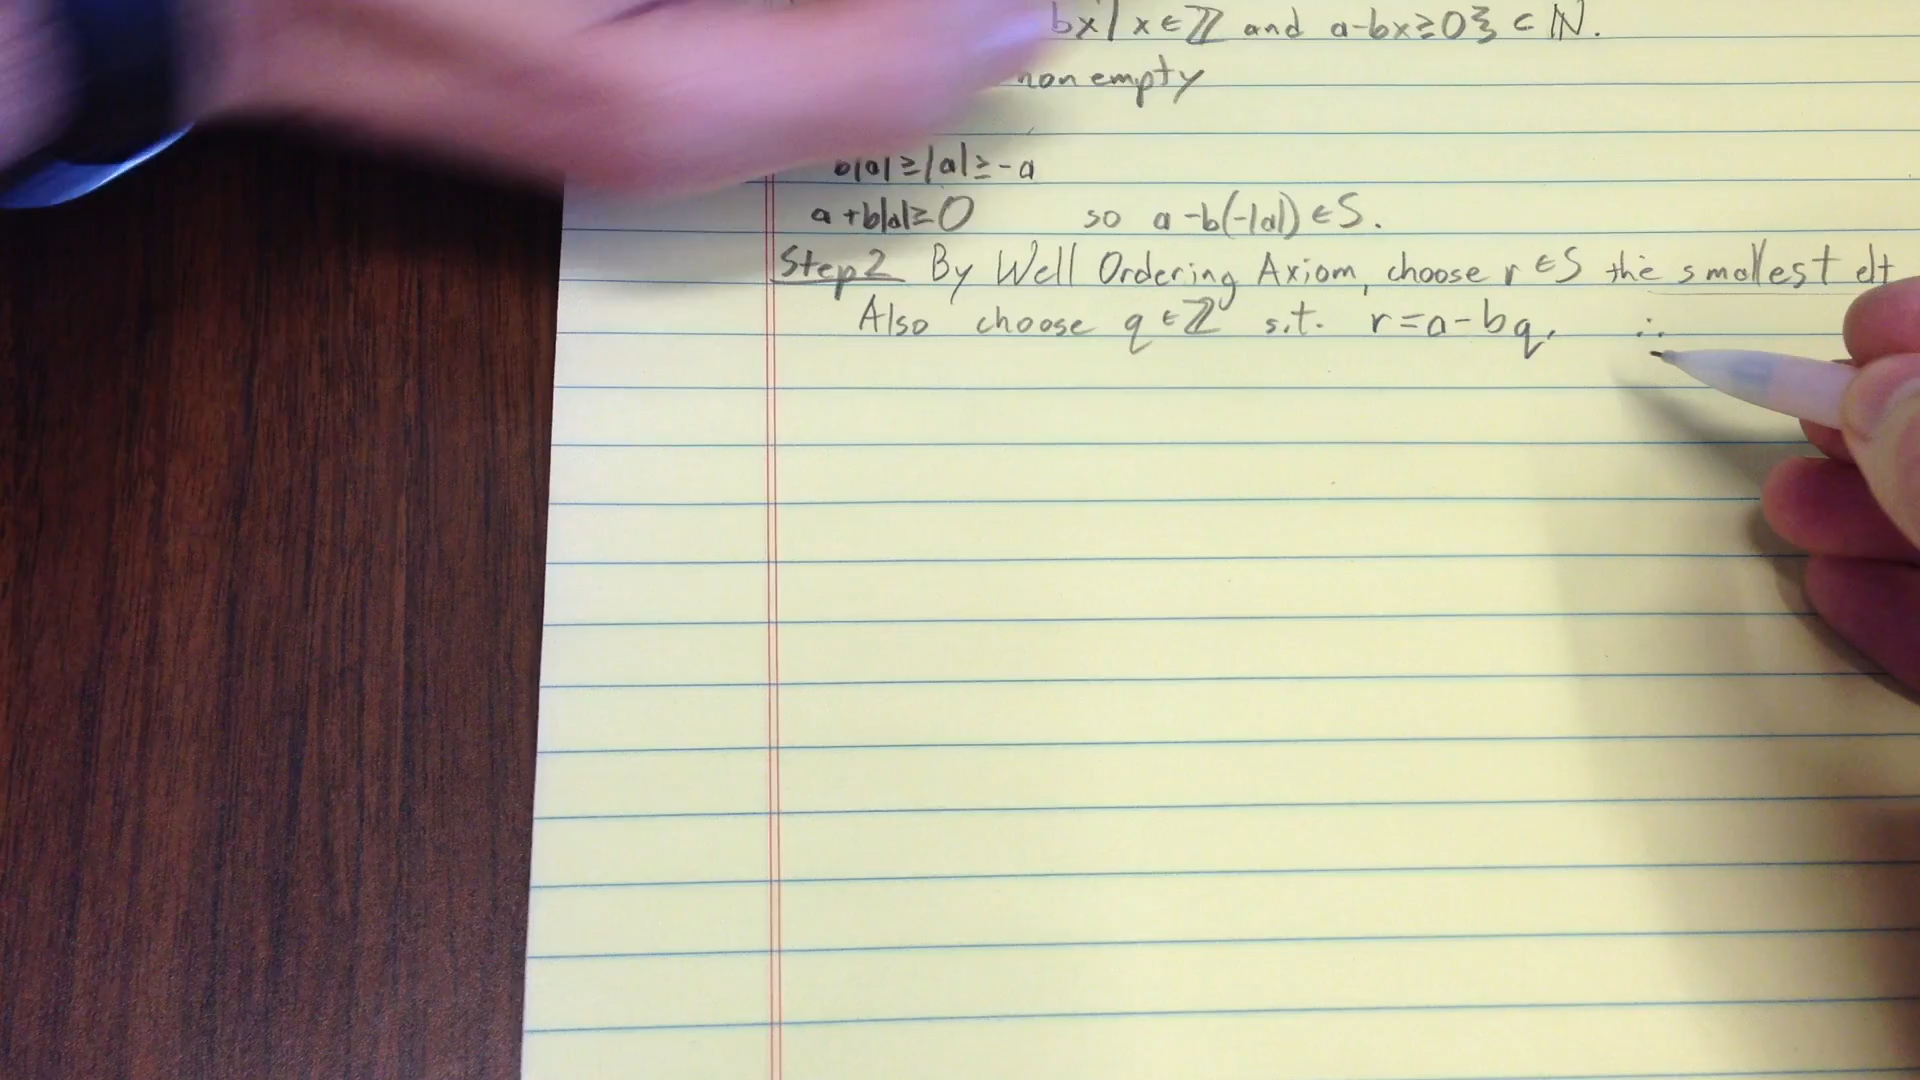 bx | x ∈ ℤ and a-bx≥0} ⊂ ℕ.
non empty
b|a| ≥ |a| ≥ -a
a + b|a| ≥ 0 so a - b(-|a|) ∈ S.
Step 2 By Well Ordering Axiom, choose r ∈ S the smallest elt
Also choose q ∈ ℤ s.t. r = a - bq. ∴